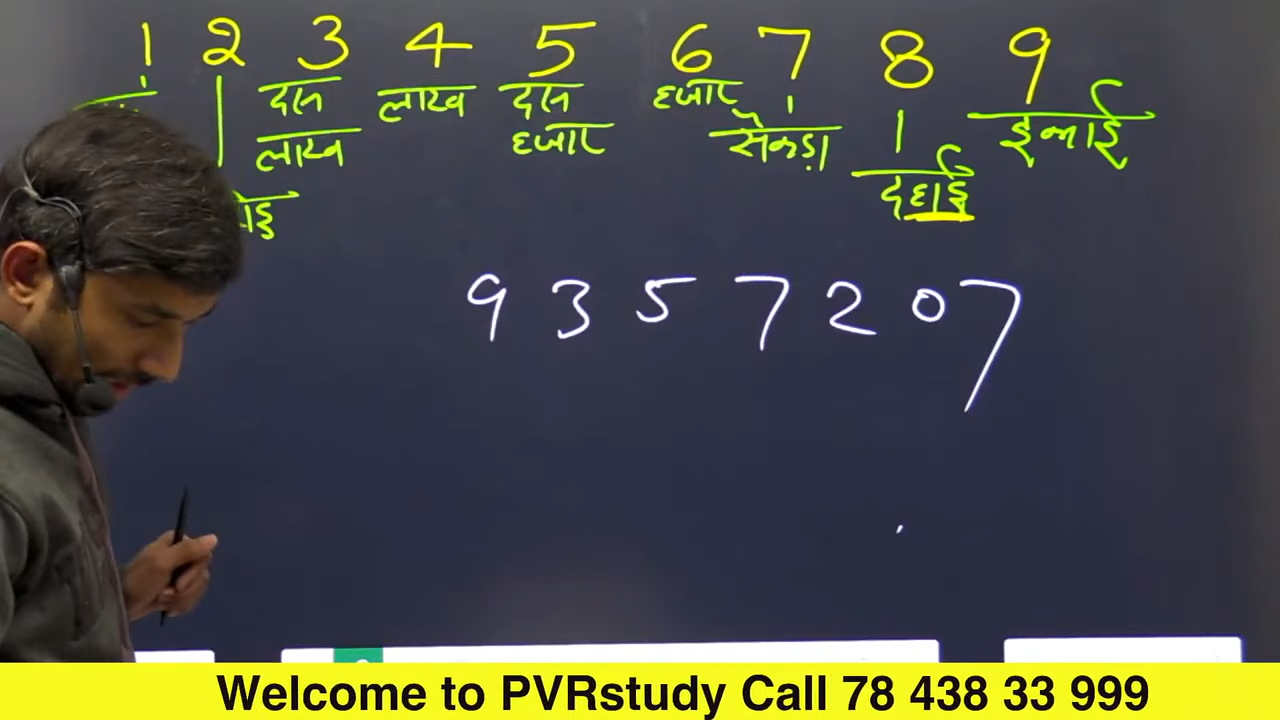 1 2 3 4 5 6 7 8 9
दस लाख
लाख
दस हजार
हजार
सैकड़ा
दहाई
इकाई
9 3 5 7 2 0 7
Welcome to PVRstudy Call 78 438 33 999